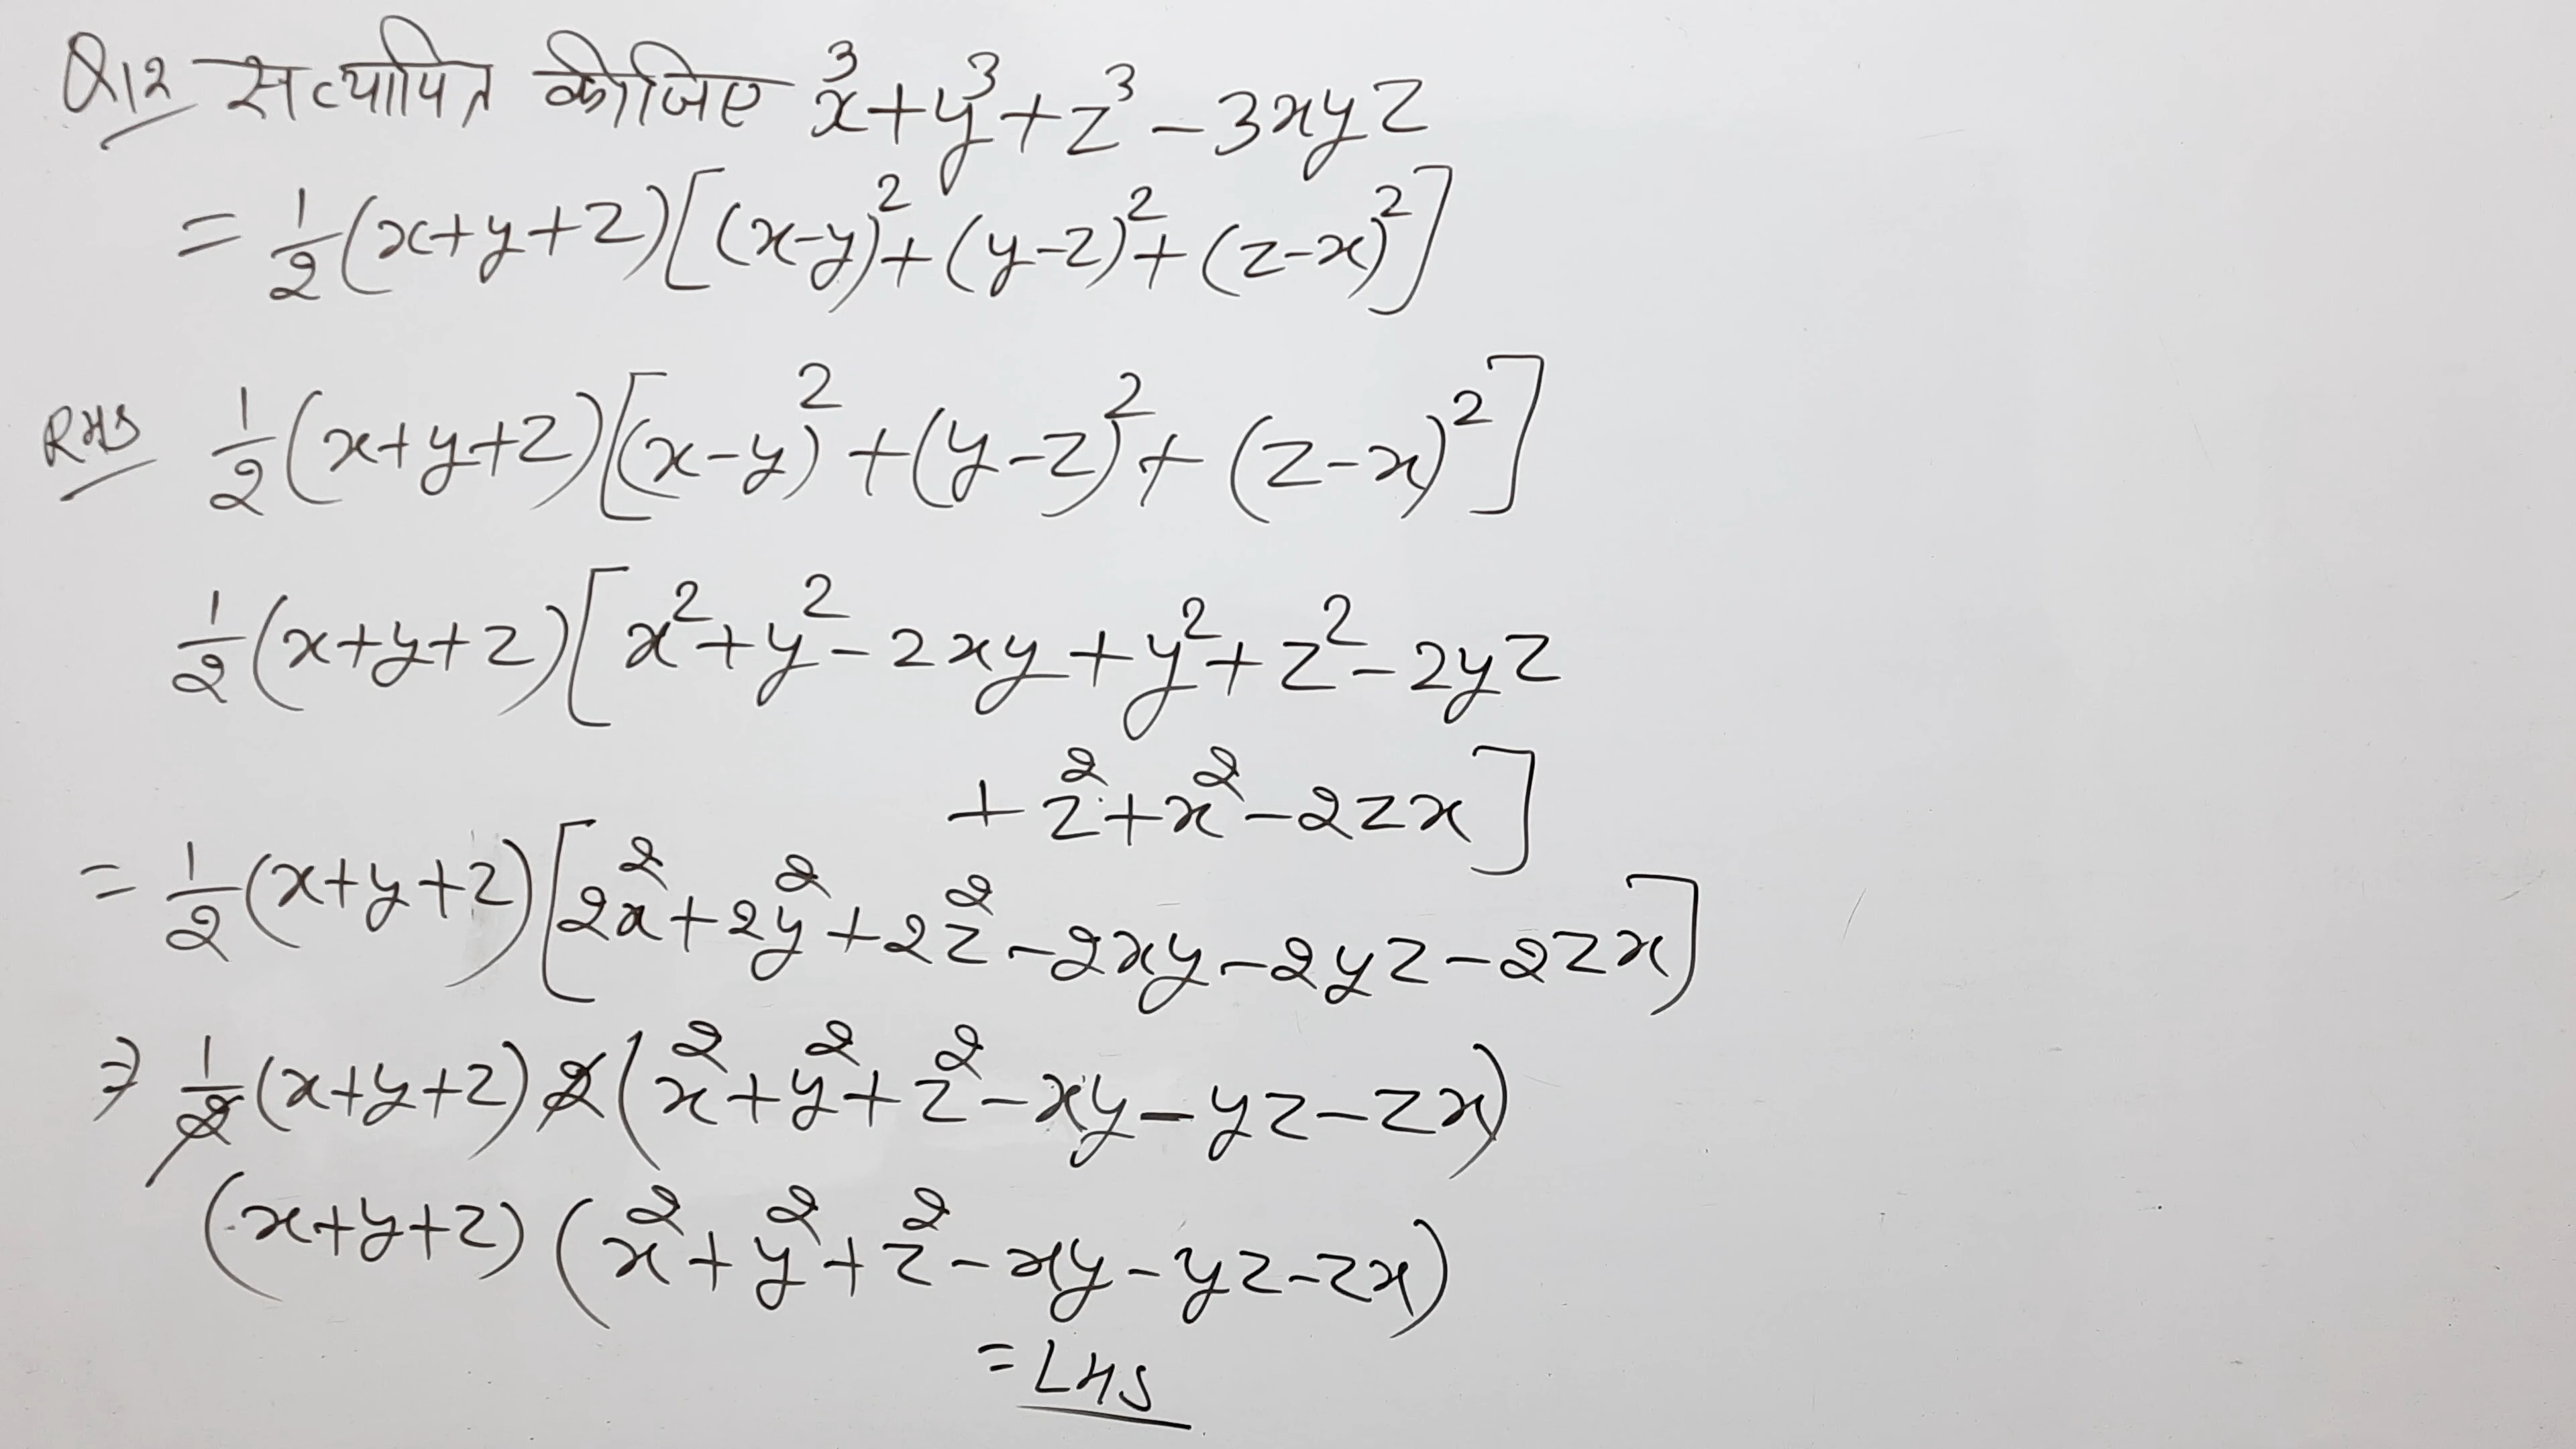 Q12 सत्यापित कीजिए x³+y³+z³-3xyz
= 1/2 (x+y+z)[(x-y)²+(y-z)²+(z-x)²]
RHS 1/2 (x+y+z)[(x-y)²+(y-z)²+(z-x)²]
1/2 (x+y+z)[x²+y²-2xy+y²+z²-2yz
+z²+x²-2zx]
= 1/2 (x+y+z)[2x²+2y²+2z²-2xy-2yz-2zx]
⇒ 1/2 (x+y+z) 2(x²+y²+z²-xy-yz-zx)
(x+y+z)(x²+y²+z²-xy-yz-zx)
= LHS